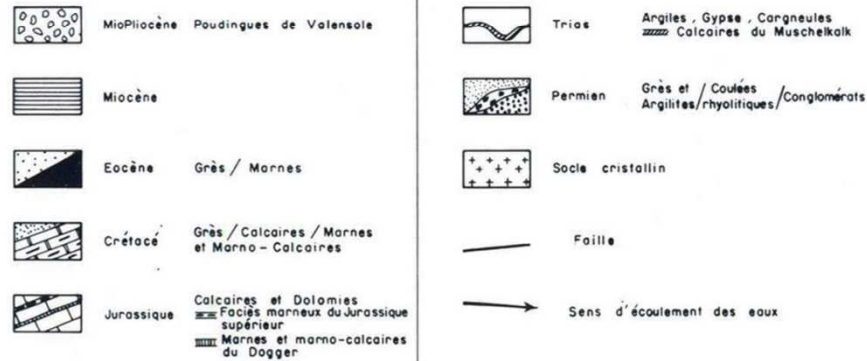 MioPliocène Poudingues de Valensole
Miocène
Eocène Grès / Marnes
Crétacé Grès / Calcaires / Marnes
et Marno-Calcaires
Jurassique Calcaires et Dolomies
Faciès marneux du Jurassique
supérieur
Marnes et marno-calcaires
du Dogger
Trias Argiles, Gypse, Cargneules
Calcaires du Muschelkalk
Permien Grès et / Coulées / Conglomérats
Argilites / rhyolitiques
Socle cristallin
Faille
Sens d'écoulement des eaux